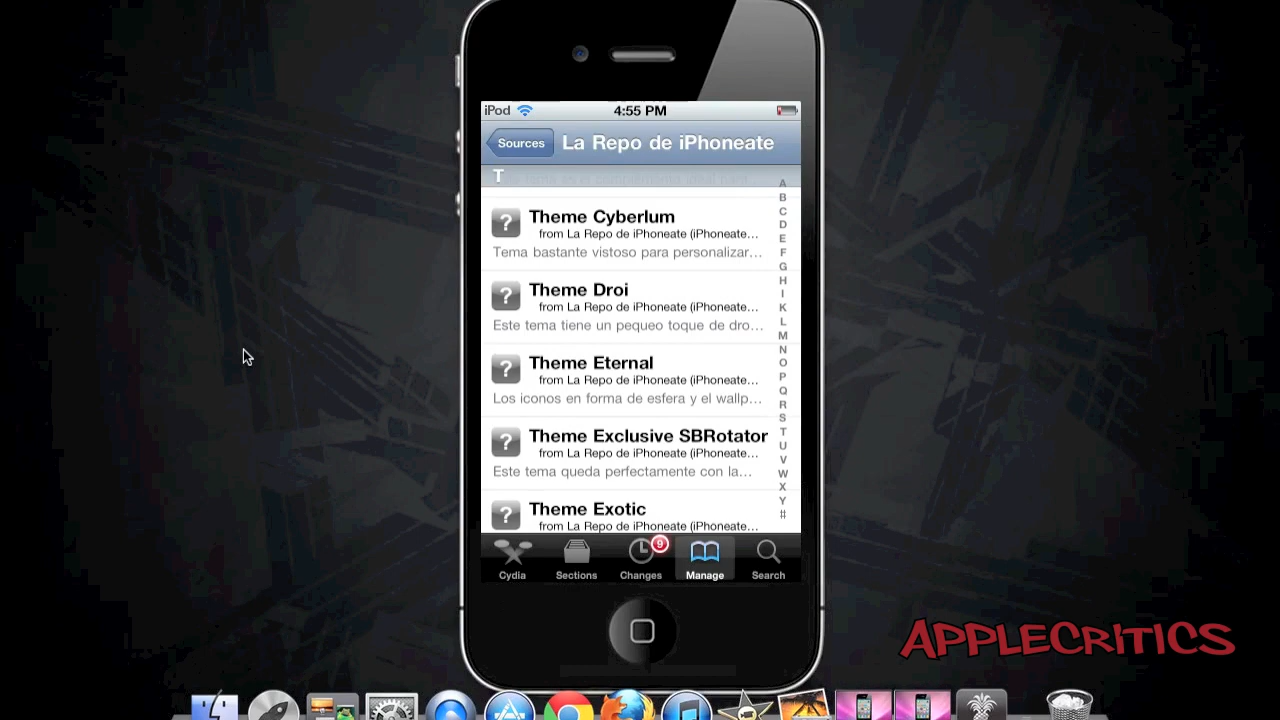 iPod
4:55 PM
Sources
La Repo de iPhoneate
T
Theme Cyberlum
from La Repo de iPhoneate (iPhoneate...
Tema bastante vistoso para personalizar...
Theme Droi
from La Repo de iPhoneate (iPhoneate...
Este tema tiene un pequeo toque de dro...
Theme Eternal
from La Repo de iPhoneate (iPhoneate...
Los iconos en forma de esfera y el wallp...
Theme Exclusive SBRotator
from La Repo de iPhoneate (iPhoneate...
Este tema queda perfectamente con la...
Theme Exotic
from La Repo de iPhoneate (iPhoneate...
A
B
C
D
E
F
G
H
I
K
L
M
N
O
P
Q
R
S
T
U
V
W
X
Y
#
9
Cydia
Sections
Changes
Manage
Search
APPLECRITICS